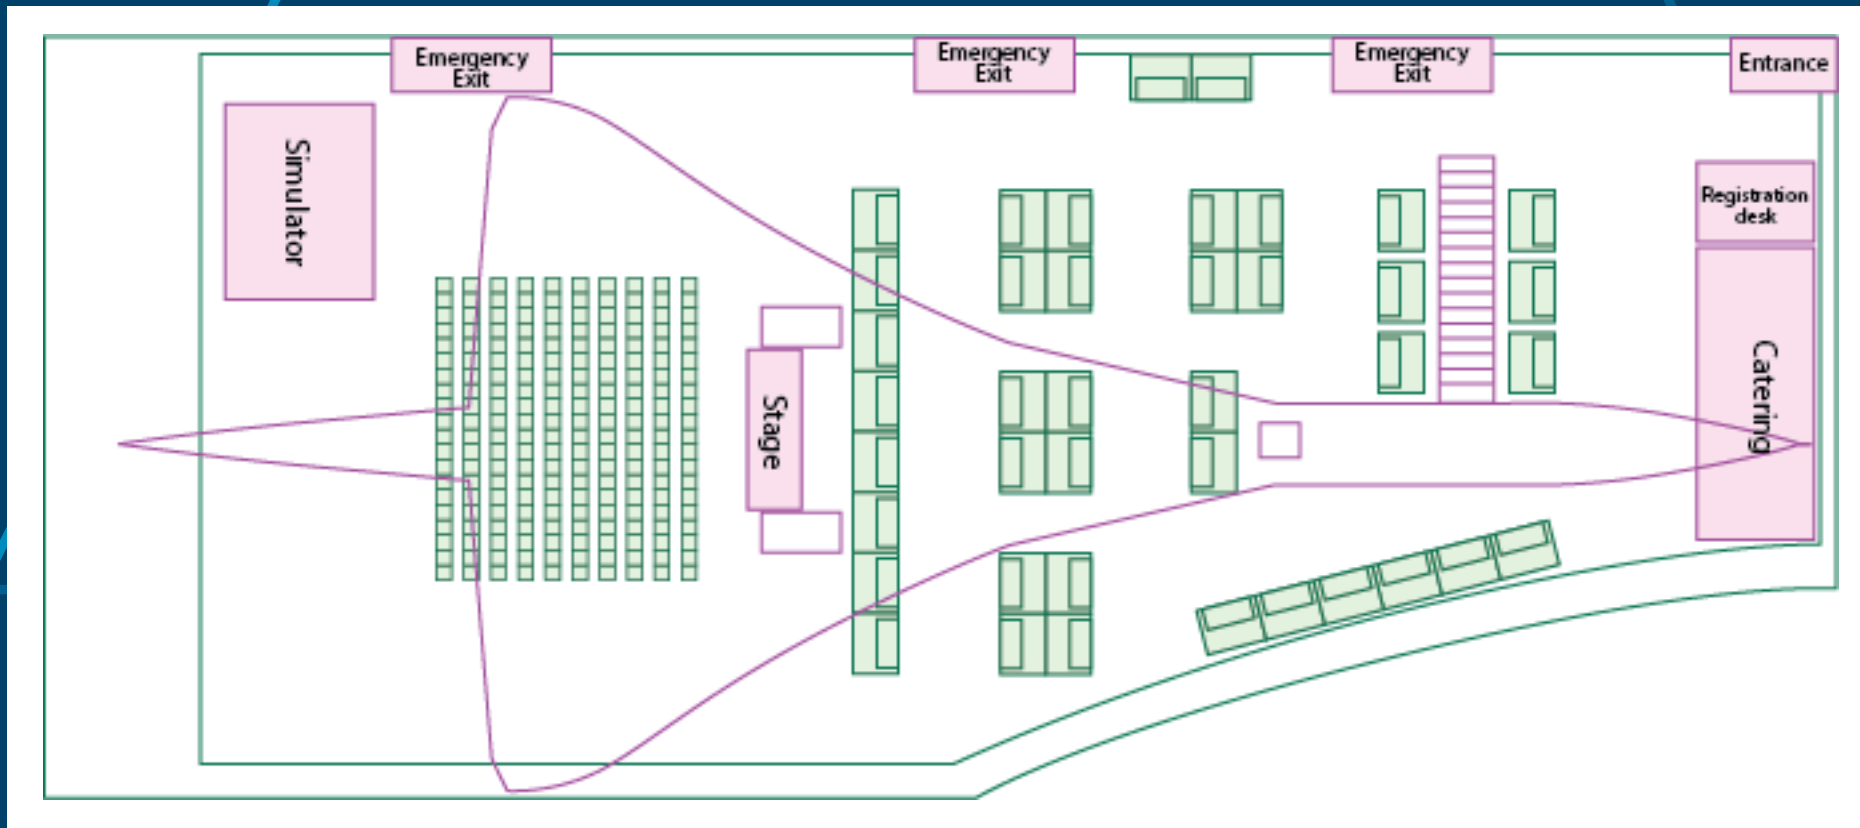 Emergency
Exit
Emergency
Exit
Emergency
Exit
Entrance
Simulator
Registration
desk
Stage
Catering